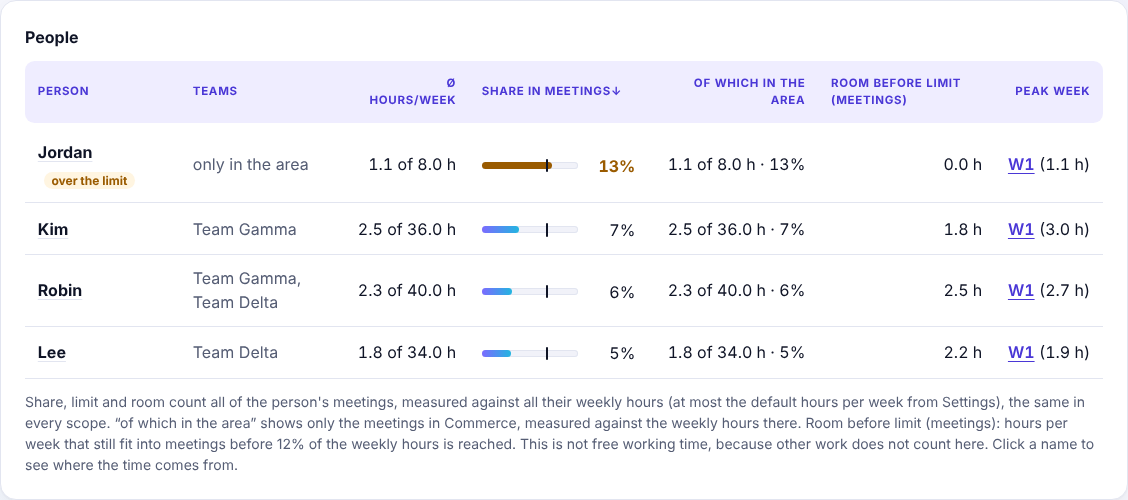 People
PERSON TEAMS Ø HOURS/WEEK SHARE IN MEETINGS↓ OF WHICH IN THE AREA ROOM BEFORE LIMIT (MEETINGS) PEAK WEEK
Jordan over the limit only in the area 1.1 of 8.0 h 13% 1.1 of 8.0 h · 13% 0.0 h W1 (1.1 h)
Kim Team Gamma 2.5 of 36.0 h 7% 2.5 of 36.0 h · 7% 1.8 h W1 (3.0 h)
Robin Team Gamma, Team Delta 2.3 of 40.0 h 6% 2.3 of 40.0 h · 6% 2.5 h W1 (2.7 h)
Lee Team Delta 1.8 of 34.0 h 5% 1.8 of 34.0 h · 5% 2.2 h W1 (1.9 h)
Share, limit and room count all of the person's meetings, measured against all their weekly hours (at most the default hours per week from Settings), the same in
every scope. “of which in the area” shows only the meetings in Commerce, measured against the weekly hours there. Room before limit (meetings): hours per
week that still fit into meetings before 12% of the weekly hours is reached. This is not free working time, because other work does not count here. Click a name to
see where the time comes from.